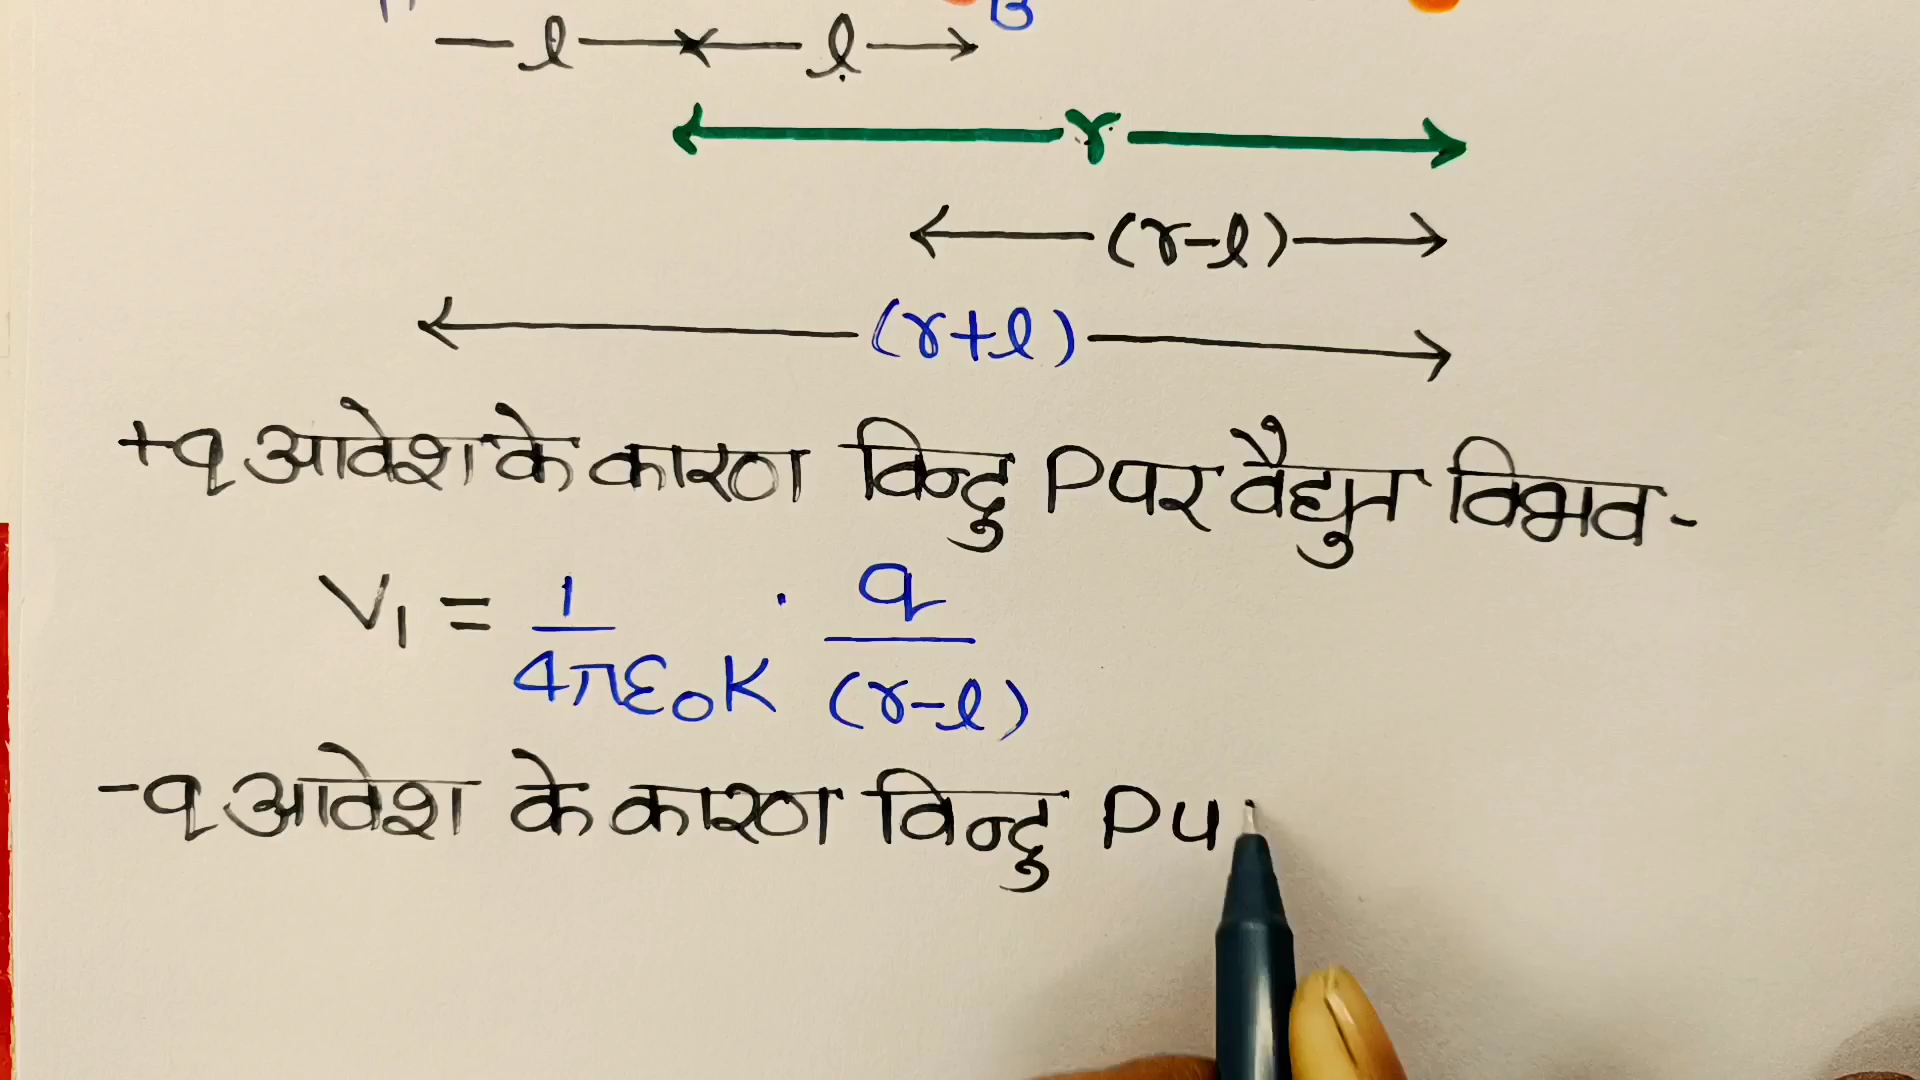 B
l l
r
(r-l)
(r+l)
+q आवेश के कारण विन्दु P पर वैद्युत विभव -
V₁ = 1/4πε₀K · q/(r-l)
-q आवेश के कारण विन्दु P प